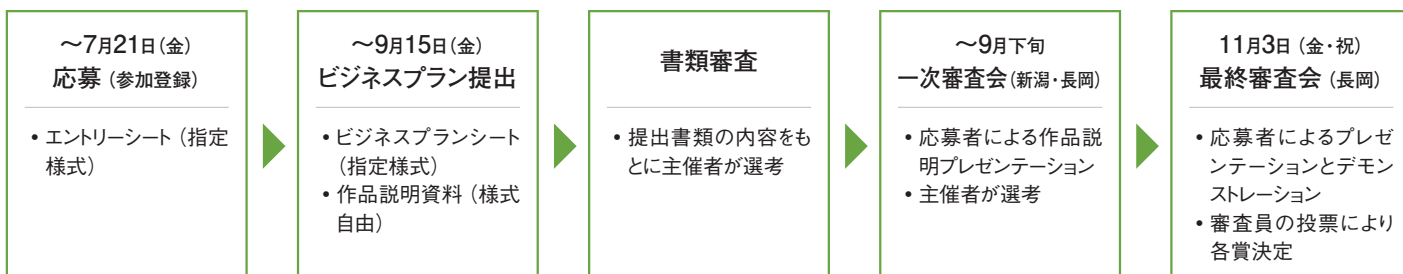 〜7月21日(金)
応募 (参加登録)
• エントリーシート (指定
様式)
〜9月15日(金)
ビジネスプラン提出
• ビジネスプランシート
(指定様式)
• 作品説明資料 (様式
自由)
書類審査
• 提出書類の内容をも
とに主催者が選考
〜9月下旬
一次審査会(新潟・長岡)
• 応募者による作品説
明プレゼンテーション
• 主催者が選考
11月3日 (金・祝)
最終審査会 (長岡)
• 応募者によるプレゼ
ンテーションとデモン
ストレーション
• 審査員の投票により
各賞決定